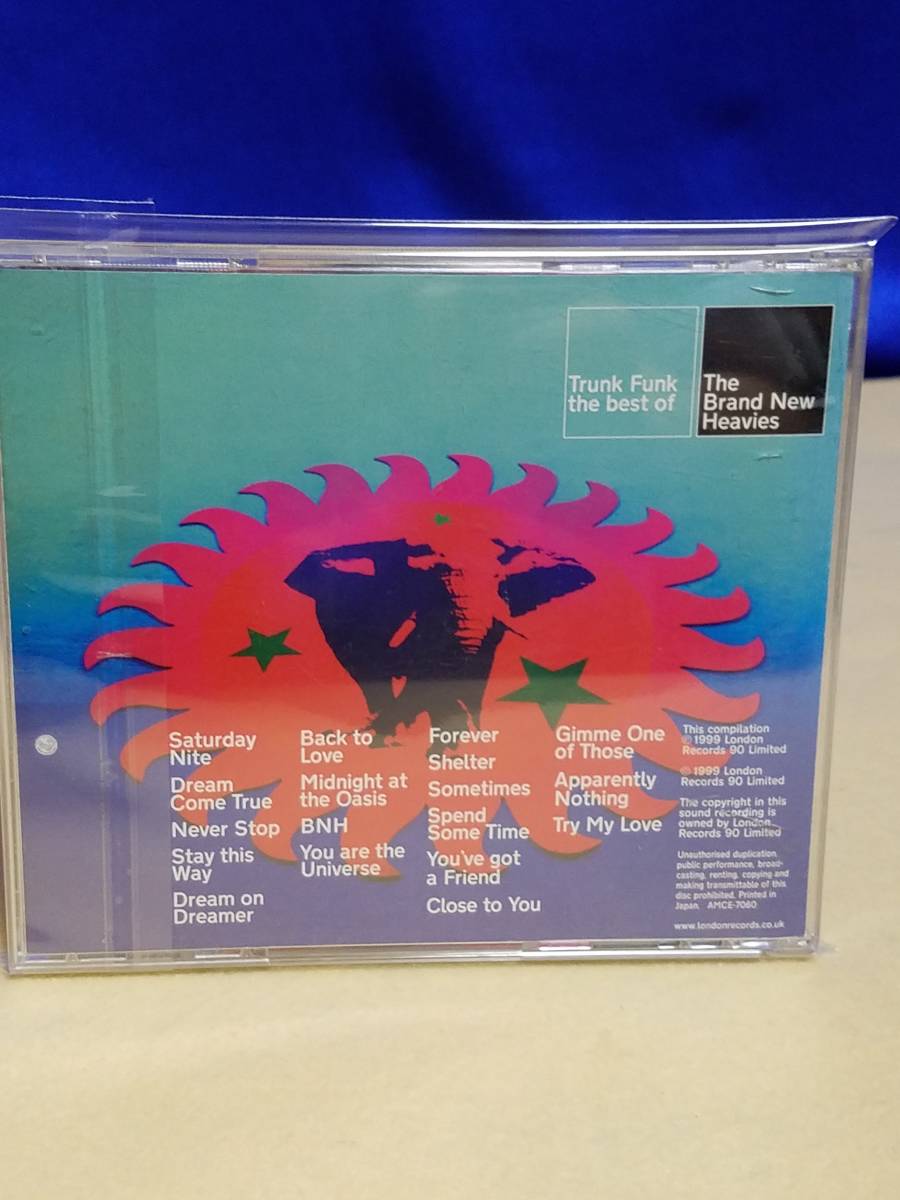 Trunk Funk
the best of
The
Brand New
Heavies
Saturday
Nite
Dream
Come True
Never Stop
Stay this
Way
Dream on
Dreamer
Back to
Love
Midnight at
the Oasis
BNH
You are the
Universe
Forever
Shelter
Sometimes
Spend
Some Time
You've got
a Friend
Close to You
Gimme One
of Those
Apparently
Nothing
Try My Love
This compilation
℗ 1999 London
Records 90 Limited
© 1999 London
Records 90 Limited
The copyright in this
sound recording is
owned by London
Records 90 Limited
Unauthorised duplication,
public performance, broad-
casting, renting, copying and
making transmittable of this
disc prohibited. Printed in
Japan. AMCE-7060
www.londonrecords.co.uk